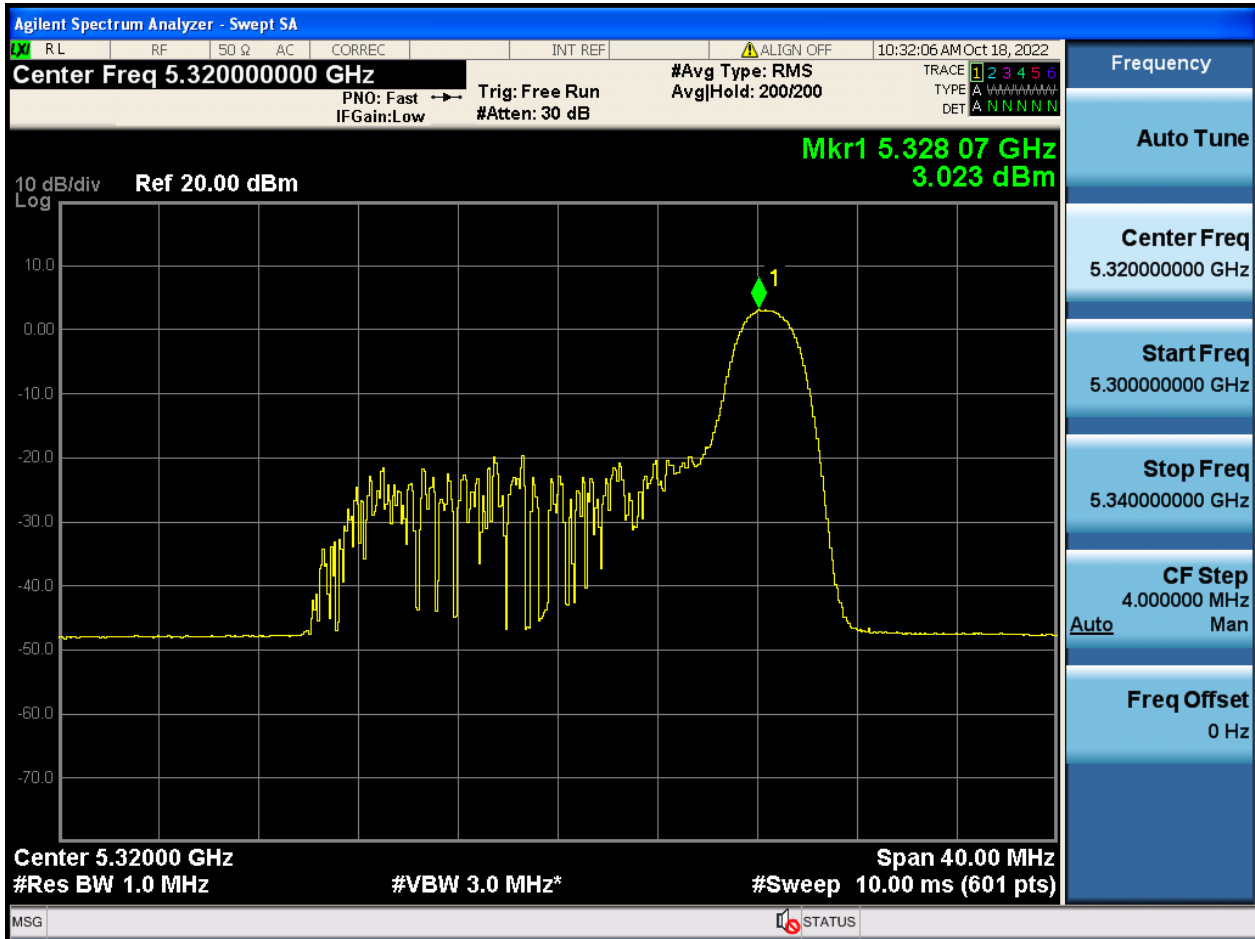 Agilent Spectrum Analyzer - Swept SA
LXI RL RF 50 Ω AC CORREC INT REF ALIGN OFF 10:32:06 AM Oct 18, 2022
Center Freq 5.320000000 GHz
PNO: Fast
IFGain:Low
Trig: Free Run
#Atten: 30 dB
#Avg Type: RMS
Avg|Hold: 200/200
TRACE 1 2 3 4 5 6
TYPE A WWWWW
DET A N N N N N
Mkr1 5.328 07 GHz
3.023 dBm
10 dB/div Ref 20.00 dBm
Log
1
10.0
0.00
-10.0
-20.0
-30.0
-40.0
-50.0
-60.0
-70.0
Center 5.32000 GHz Span 40.00 MHz
#Res BW 1.0 MHz #VBW 3.0 MHz* #Sweep 10.00 ms (601 pts)
MSG STATUS
Frequency
Auto Tune
Center Freq
5.320000000 GHz
Start Freq
5.300000000 GHz
Stop Freq
5.340000000 GHz
CF Step
4.000000 MHz
Auto Man
Freq Offset
0 Hz